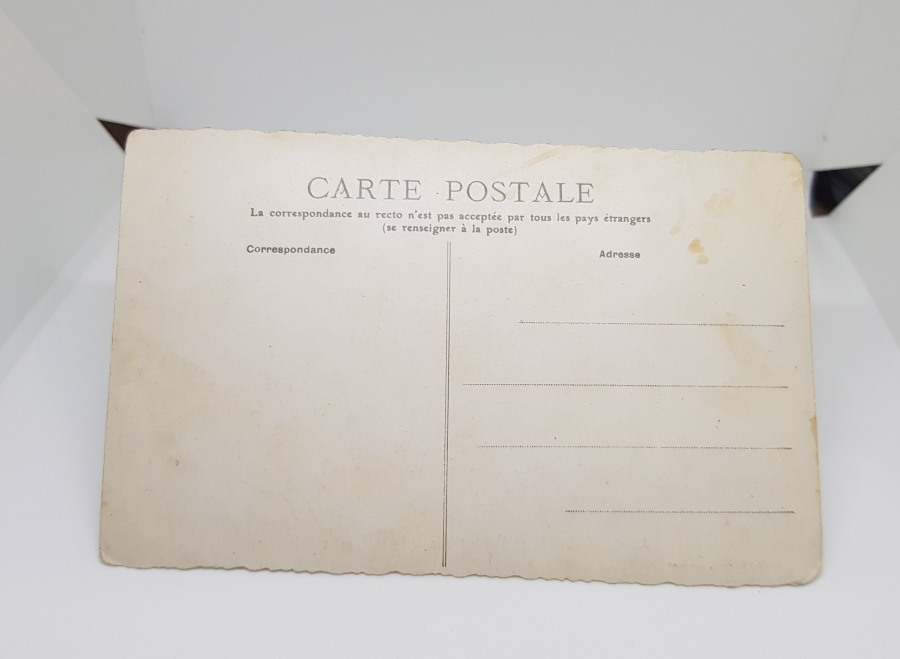 CARTE POSTALE
La correspondance au recto n'est pas acceptée par tous les pays étrangers
(se renseigner à la poste)
Correspondance
Adresse